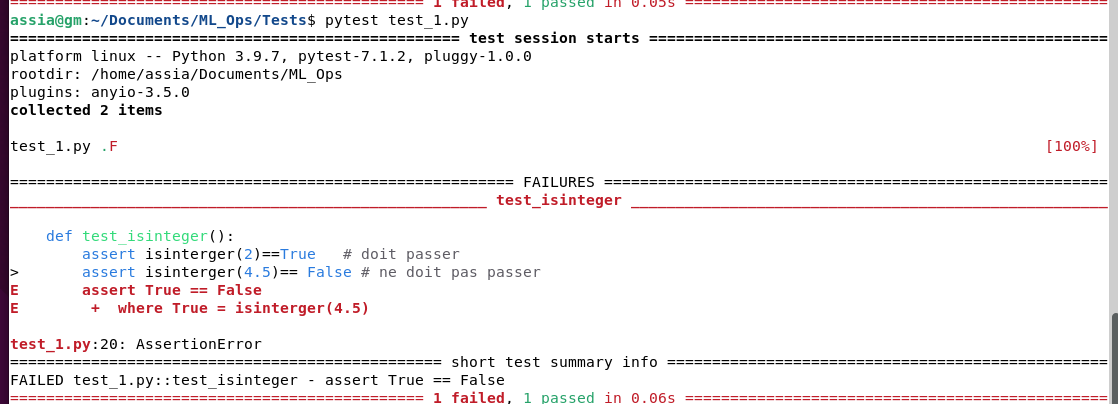 ======================================== 1 failed, 1 passed in 0.05s ========================================
assia@gm:~/Documents/ML_Ops/Tests$ pytest test_1.py
================================================== test session starts ===================================================
platform linux -- Python 3.9.7, pytest-7.1.2, pluggy-1.0.0
rootdir: /home/assia/Documents/ML_Ops
plugins: anyio-3.5.0
collected 2 items
test_1.py .F [100%]
======================================================== FAILURES ========================================================
_____________________________________________________ test_isinteger _____________________________________________________
def test_isinteger():
assert isinterger(2)==True # doit passer
> assert isinterger(4.5)== False # ne doit pas passer
E assert True == False
E + where True = isinterger(4.5)
test_1.py:20: AssertionError
================================================ short test summary info =================================================
FAILED test_1.py::test_isinteger - assert True == False
============================================== 1 failed, 1 passed in 0.06s ===============================================